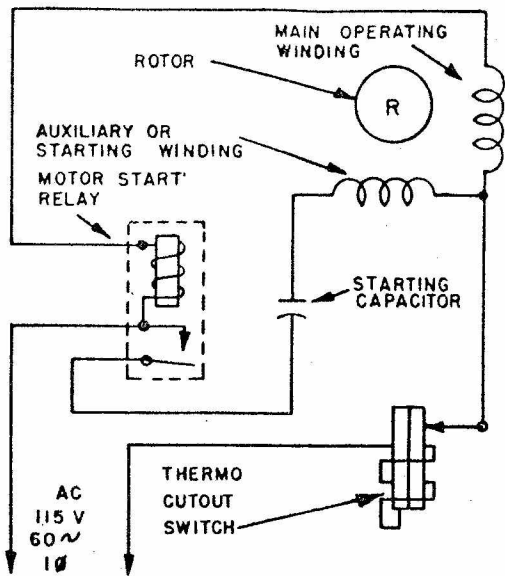 MAIN OPERATING
WINDING
ROTOR
R
AUXILIARY OR
STARTING WINDING
MOTOR START'
RELAY
STARTING
CAPACITOR
THERMO
CUTOUT
SWITCH
AC
115 V
60~
1ø